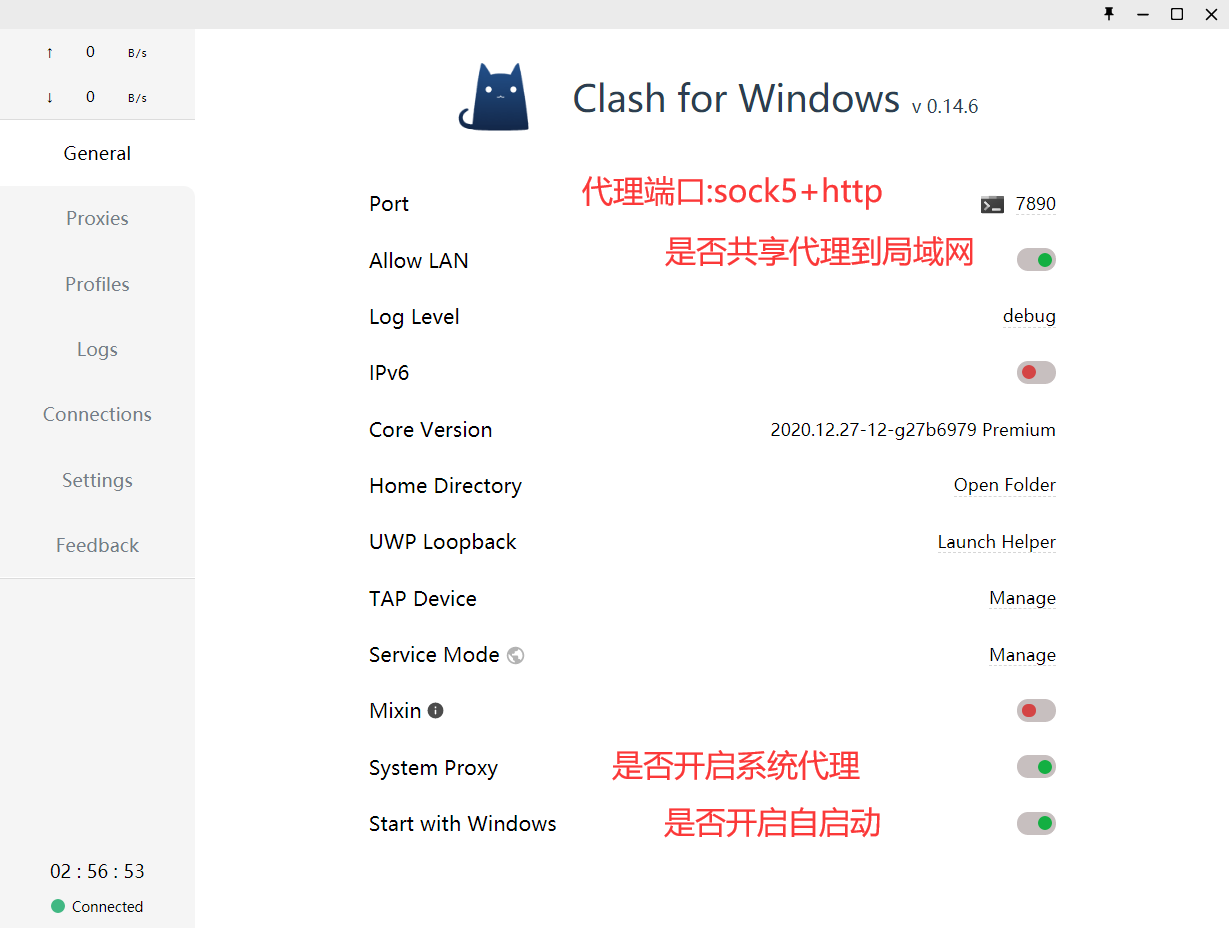 ↑ 0 B/s
↓ 0 B/s
General
Proxies
Profiles
Logs
Connections
Settings
Feedback
02 : 56 : 53
Connected
Clash for Windows v 0.14.6
Port 代理端口:sock5+http 7890
Allow LAN 是否共享代理到局域网
Log Level debug
IPv6
Core Version 2020.12.27-12-g27b6979 Premium
Home Directory Open Folder
UWP Loopback Launch Helper
TAP Device Manage
Service Mode Manage
Mixin
System Proxy 是否开启系统代理
Start with Windows 是否开启自启动